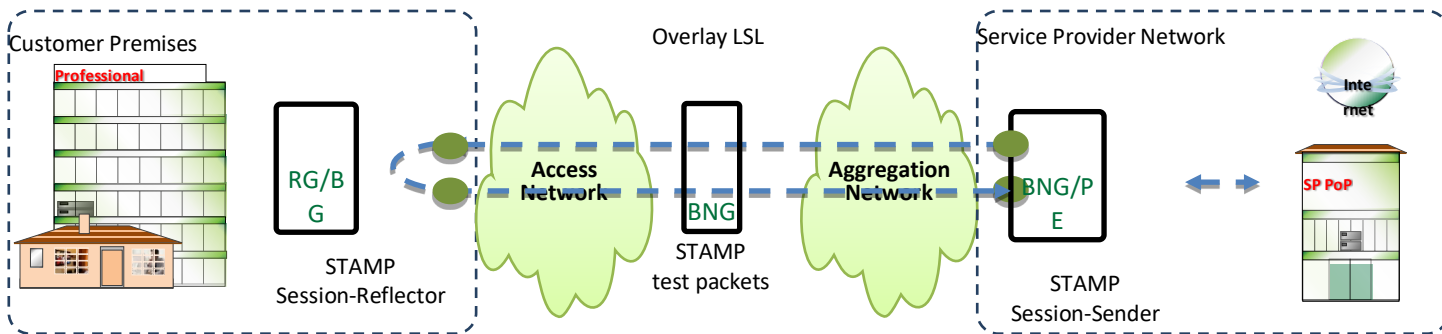 Customer Premises
Overlay LSL
Service Provider Network
Professional
Inte
rnet
RG/B
G
Access
Network
BNG
Aggregation
Network
BNG/P
E
SP PoP
STAMP
Session-Reflector
STAMP
test packets
STAMP
Session-Sender